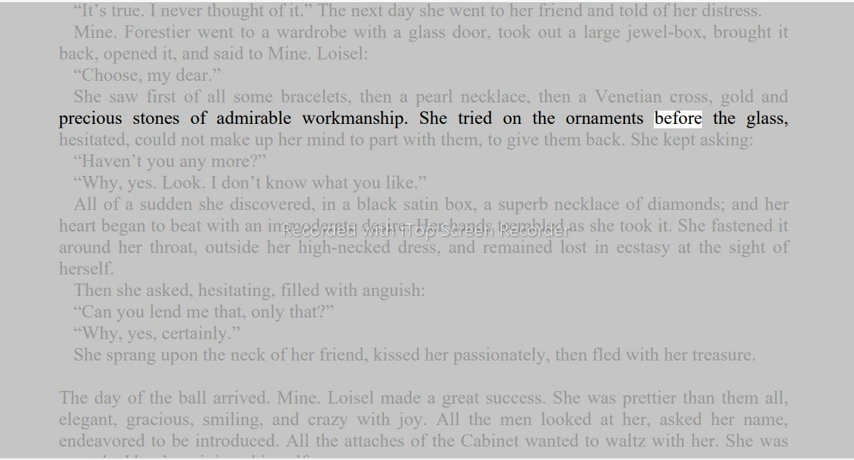 “It’s true. I never thought of it.” The next day she went to her friend and told of her distress.
Mine. Forestier went to a wardrobe with a glass door, took out a large jewel-box, brought it
back, opened it, and said to Mine. Loisel:
“Choose, my dear.”
She saw first of all some bracelets, then a pearl necklace, then a Venetian cross, gold and
precious stones of admirable workmanship. She tried on the ornaments before the glass,
hesitated, could not make up her mind to part with them, to give them back. She kept asking:
“Haven’t you any more?”
“Why, yes. Look. I don’t know what you like.”
All of a sudden she discovered, in a black satin box, a superb necklace of diamonds; and her
heart began to beat with an immoderate desire. Her hands trembled as she took it. She fastened it
Recorded with iTop Screen Recorder
around her throat, outside her high-necked dress, and remained lost in ecstasy at the sight of
herself.
Then she asked, hesitating, filled with anguish:
“Can you lend me that, only that?”
“Why, yes, certainly.”
She sprang upon the neck of her friend, kissed her passionately, then fled with her treasure.
The day of the ball arrived. Mine. Loisel made a great success. She was prettier than them all,
elegant, gracious, smiling, and crazy with joy. All the men looked at her, asked her name,
endeavored to be introduced. All the attaches of the Cabinet wanted to waltz with her. She was